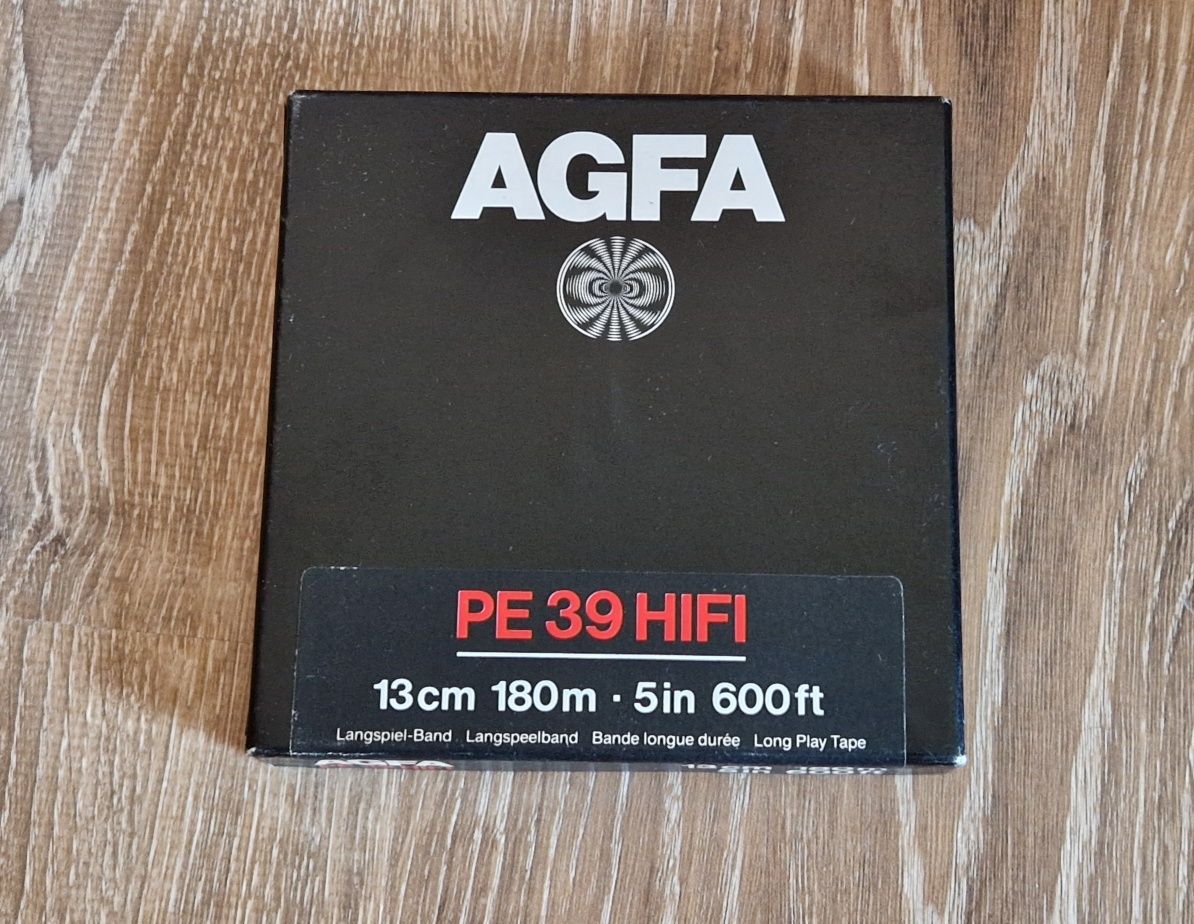 AGFA
PE 39 HIFI
13cm 180m · 5in 600ft
Langspiel-Band Langspeelband Bande longue durée Long Play Tape
AGFA